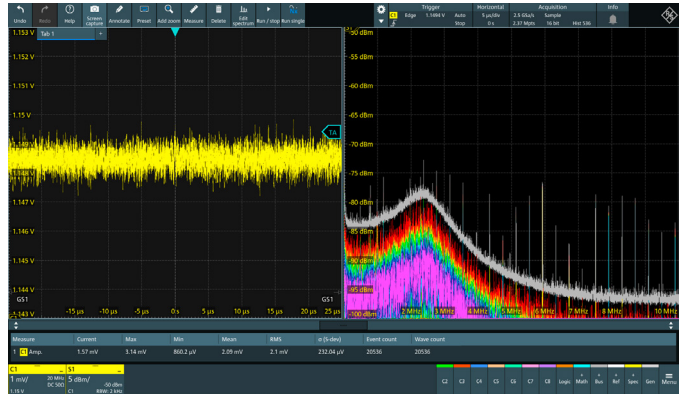 Undo Redo Help Screen capture Annotate Preset Add zoom Measure Delete Edit spectrum Run / stop Run single
Trigger Horizontal Acquisition Info
C1 Edge 1.1494 V Auto 5 µs/div 2.5 GSa/s Sample
Stop 0 s 2.37 Mpts 16 bit Hist 536
Tab 1 +
1.153 V
1.152 V
1.151 V
1.15 V
1.149 V
1.148 V
1.147 V
1.146 V
1.145 V
1.144 V
1.143 V
TA
GS1 GS1
-15 µs -10 µs -5 µs 0 s 5 µs 10 µs 15 µs 20 µs 25 µs
-50 dBm
-55 dBm
-60 dBm
-65 dBm
-70 dBm
-75 dBm
-80 dBm
-85 dBm
-90 dBm
-95 dBm
-100 dBm
2 MHz 3 MHz 4 MHz 5 MHz 6 MHz 7 MHz 8 MHz 10 MHz
Measure Current Max Min Mean RMS σ (S-dev) Event count Wave count
1 C1 Amp. 1.57 mV 3.14 mV 860.2 µV 2.09 mV 2.1 mV 232.04 µV 20536 20536
C1 S1
1 mV/ 20 MHz 5 dBm/
DC 50Ω -50 dBm
1.15 V C1 RBW: 2 kHz
C2 C3 C4 C5 C6 C7 C8 Logic Math Bus Ref Spec Gen Menu